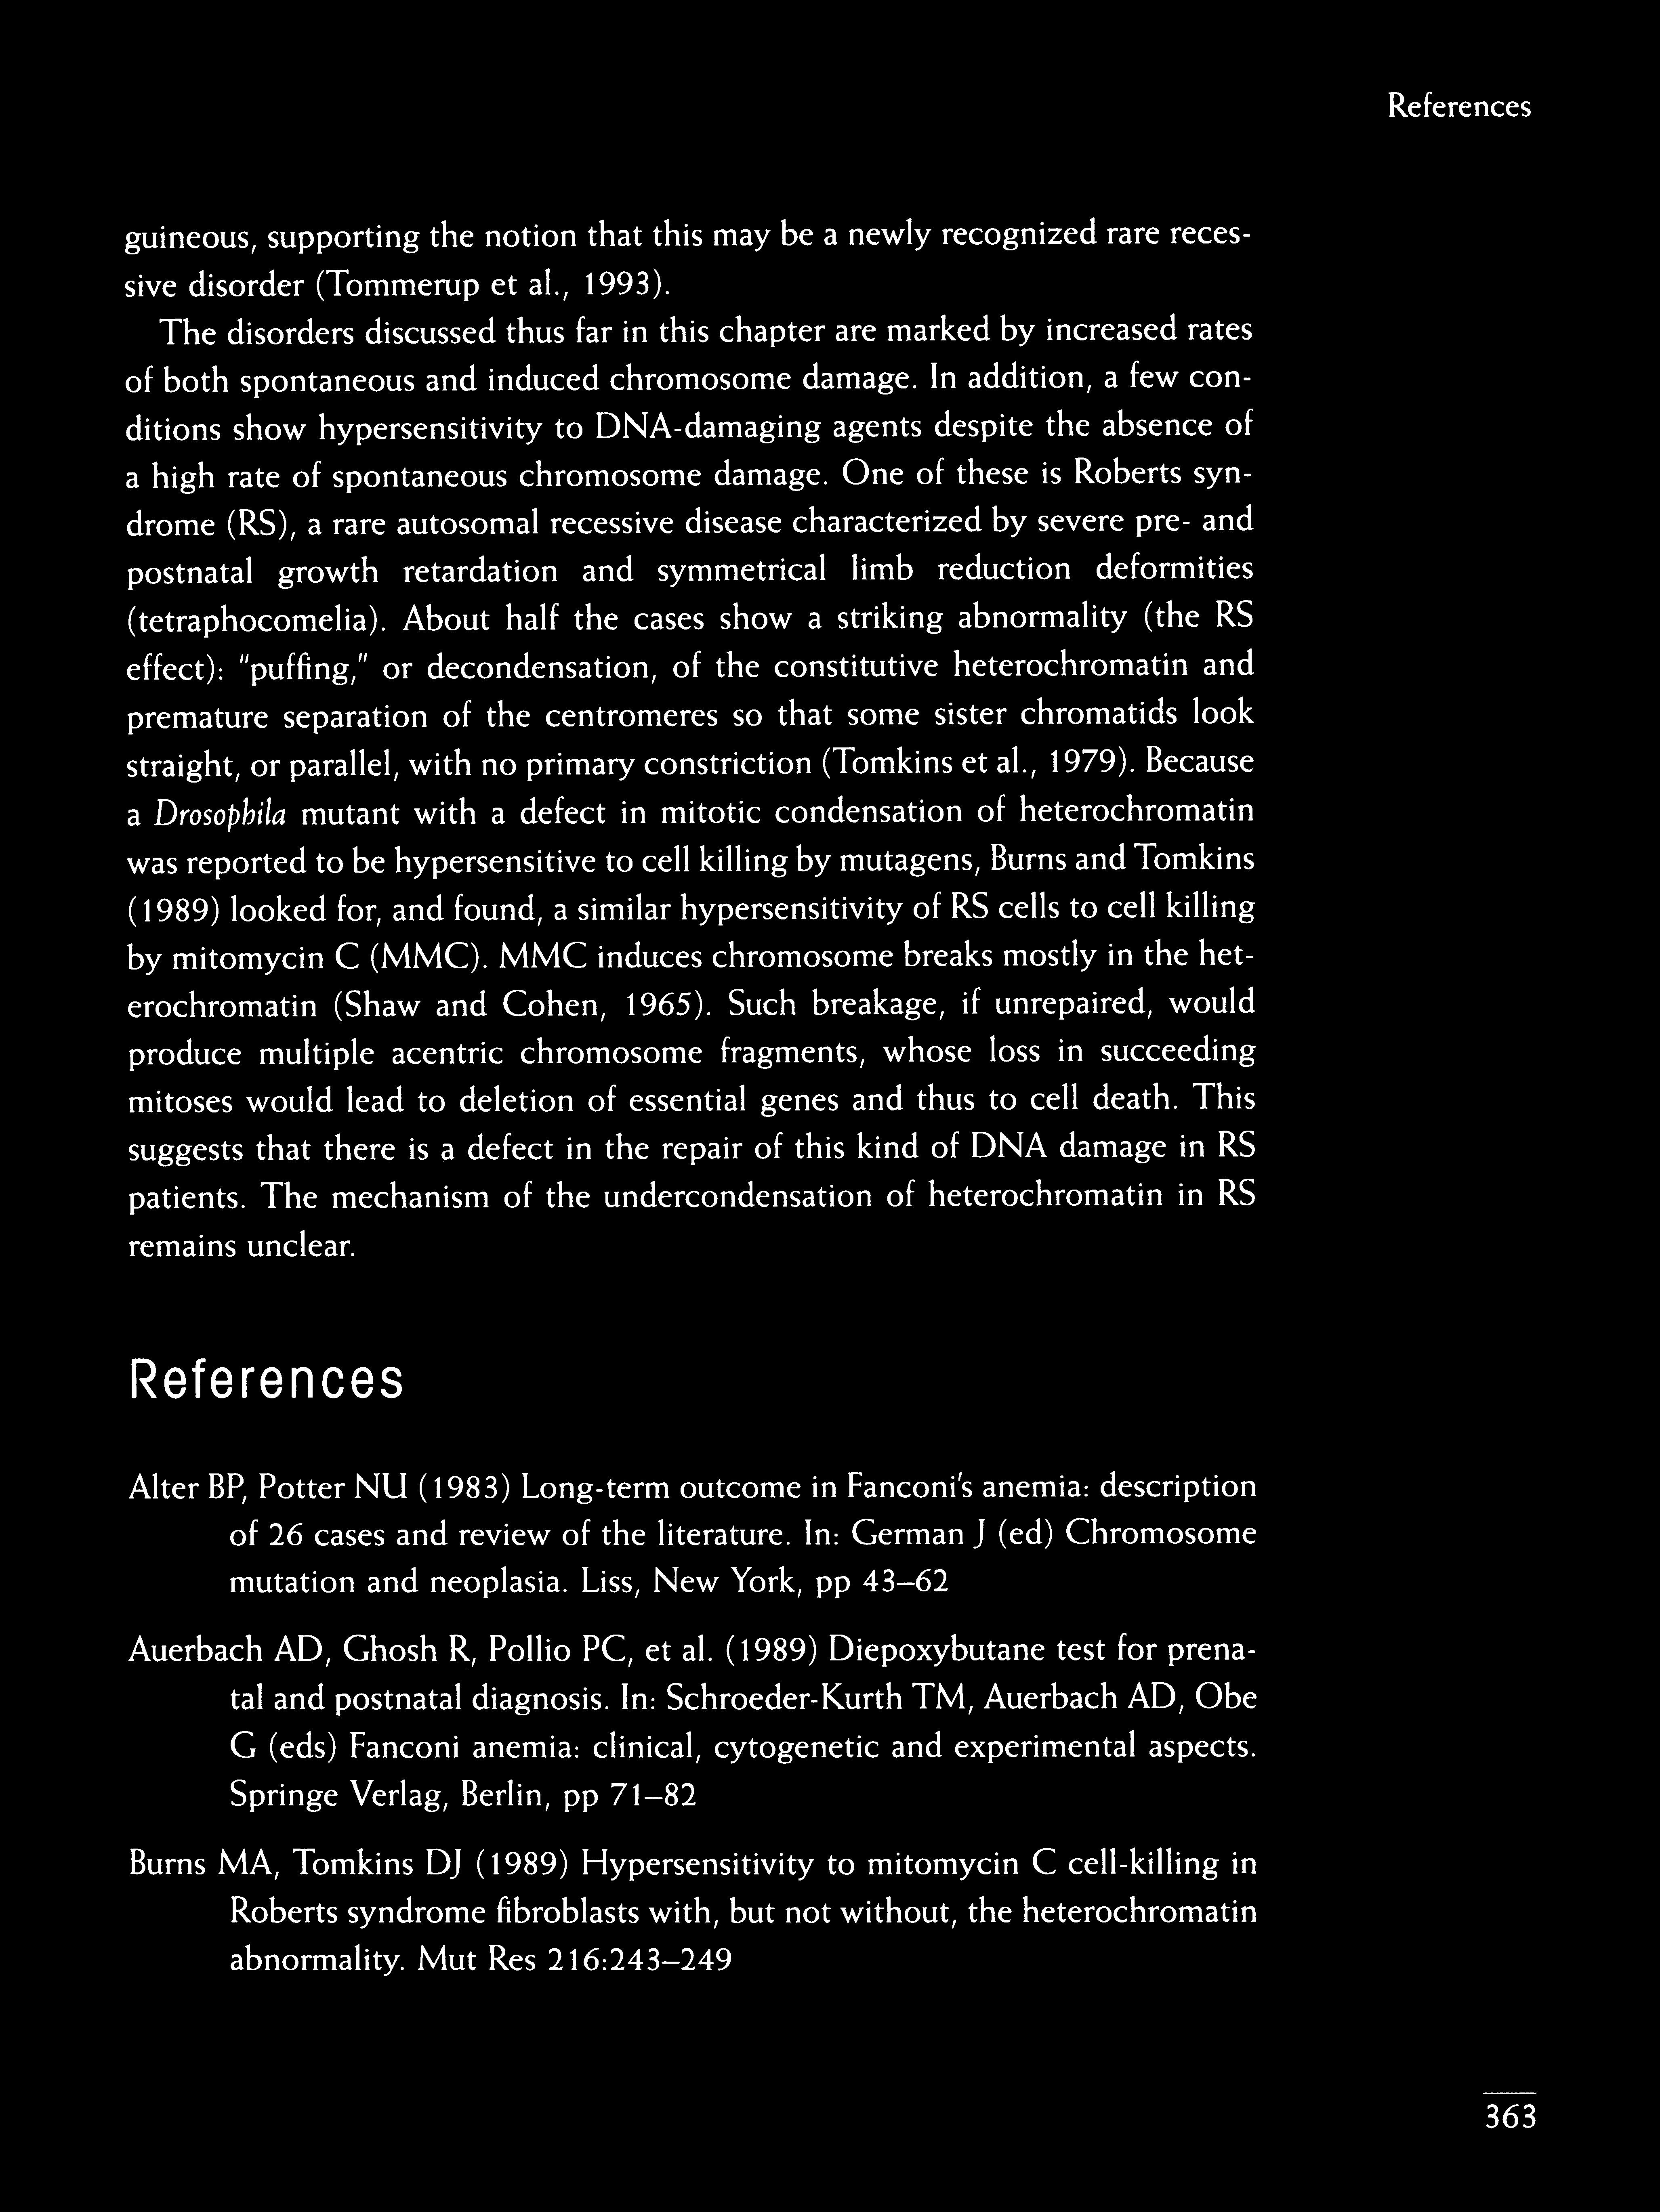 References
guineous, supporting the notion that this may be a newly recognized rare reces-
sive disorder (Tommerup et al., 1993).
The disorders discussed thus far in this chapter are marked by increased rates
of both spontaneous and induced chromosome damage. In addition, a few con-
ditions show hypersensitivity to DNA-damaging agents despite the absence of
a high rate of spontaneous chromosome damage. One of these is Roberts syn-
drome (RS), a rare autosomal recessive disease characterized by severe pre- and
postnatal growth retardation and symmetrical limb reduction deformities
(tetraphocomelia). About half the cases show a striking abnormality (the RS
effect): "puffing," or decondensation, of the constitutive heterochromatin and
premature separation of the centromeres so that some sister chromatids look
straight, or parallel, with no primary constriction (Tomkins et al., 1979). Because
a Drosophila mutant with a defect in mitotic condensation of heterochromatin
was reported to be hypersensitive to cell killing by mutagens, Burns and Tomkins
(1989) looked for, and found, a similar hypersensitivity of RS cells to cell killing
by mitomycin C (MMC). MMC induces chromosome breaks mostly in the het-
erochromatin (Shaw and Cohen, 1965). Such breakage, if unrepaired, would
produce multiple acentric chromosome fragments, whose loss in succeeding
mitoses would lead to deletion of essential genes and thus to cell death. This
suggests that there is a defect in the repair of this kind of DNA damage in RS
patients. The mechanism of the undercondensation of heterochromatin in RS
remains unclear.
References
Alter BP, Potter NU (1983) Long-term outcome in Fanconi's anemia: description
of 26 cases and review of the literature. In: German J (ed) Chromosome
mutation and neoplasia. Liss, New York, pp 43–62
Auerbach AD, Ghosh R, Pollio PC, et al. (1989) Diepoxybutane test for prena-
tal and postnatal diagnosis. In: Schroeder-Kurth TM, Auerbach AD, Obe
G (eds) Fanconi anemia: clinical, cytogenetic and experimental aspects.
Springe Verlag, Berlin, pp 71–82
Burns MA, Tomkins DJ (1989) Hypersensitivity to mitomycin C cell-killing in
Roberts syndrome fibroblasts with, but not without, the heterochromatin
abnormality. Mut Res 216:243–249
363